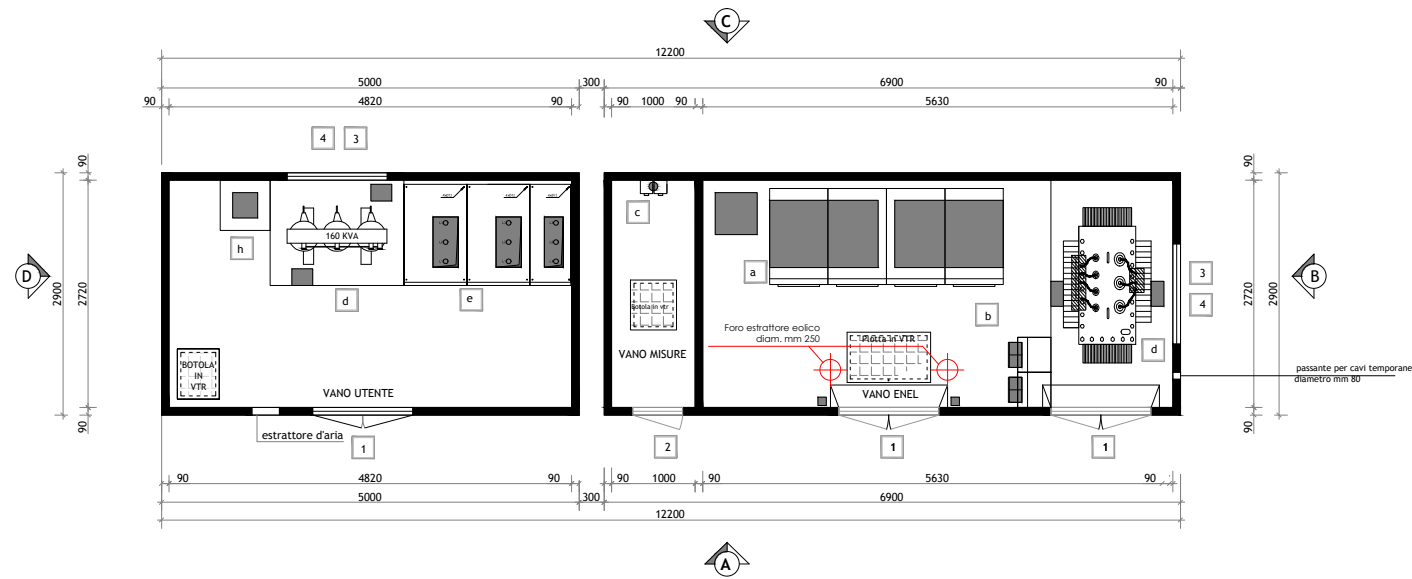 C
12200
5000
300
6900
90
4820
90
90
1000
90
5630
90
4
3
90
2720
2900
90
160 KVA
h
d
e
c
a
b
d
Botola in vtr
Foro estrattore eolico
diam. mm 250
Piotta in VTR
VANO MISURE
BOTOLA
IN
VTR
VANO UTENTE
VANO ENEL
estrattore d'aria
1
2
1
1
D
B
3
4
90
2720
2900
90
passante per cavi temporane
diametro mm 80
90
4820
90
90
1000
90
5630
90
5000
300
6900
12200
A